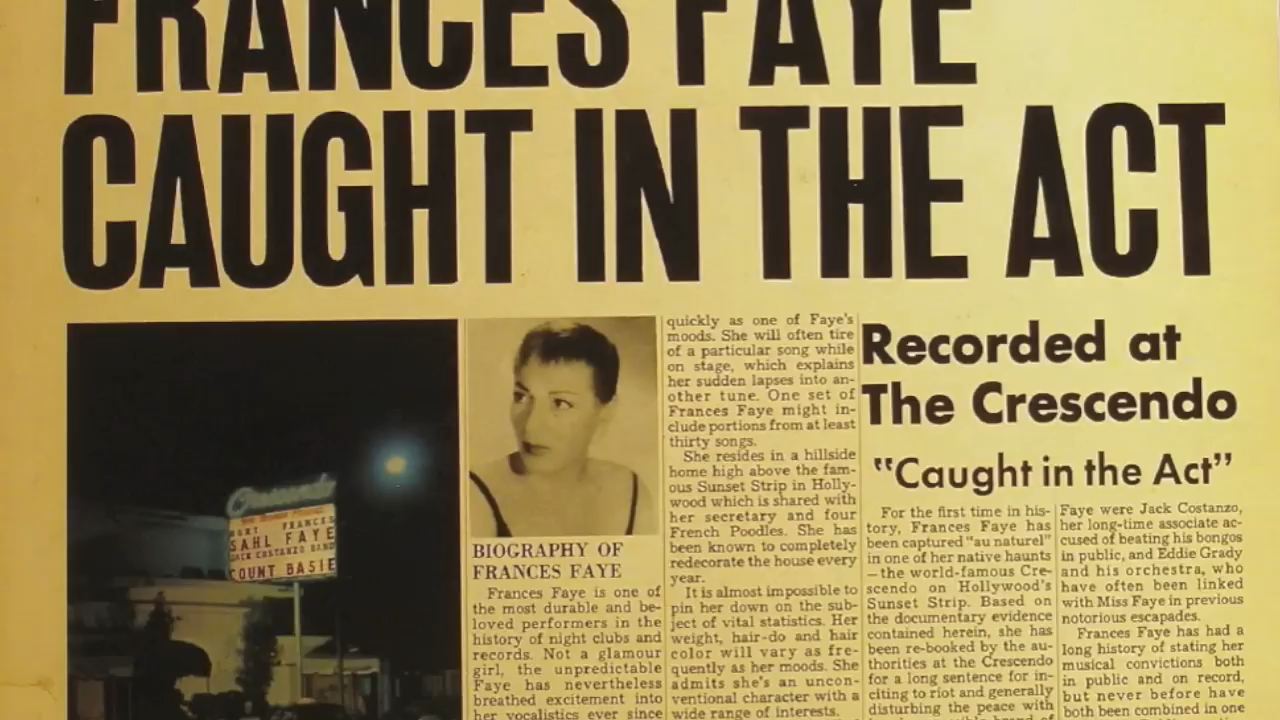 FRANCES FAYE
CAUGHT IN THE ACT
Crescendo
MORT FRANCES
SAHL FAYE
JACK COSTANZO BAND
COUNT BASIE
BIOGRAPHY OF
FRANCES FAYE
Frances Faye is one of
the most durable and be-
loved performers in the
history of night clubs and
records. Not a glamour
girl, the unpredictable
Faye has nevertheless
breathed excitement into
her vocalistics ever since
quickly as one of Faye's
moods. She will often tire
of a particular song while
on stage, which explains
her sudden lapses into an-
other tune. One set of
Frances Faye might in-
clude portions from at least
thirty songs.
She resides in a hillside
home high above the fam-
ous Sunset Strip in Holly-
wood which is shared with
her secretary and four
French Poodles. She has
been known to completely
redecorate the house every
year.
It is almost impossible to
pin her down on the sub-
ject of vital statistics. Her
weight, hair-do and hair
color will vary as fre-
quently as her moods. She
admits she's an uncon-
ventional character with a
wide range of interests.
Recorded at
The Crescendo
"Caught in the Act"
For the first time in his-
tory, Frances Faye has
been captured "au naturel"
in one of her native haunts
—the world-famous Cre-
scendo on Hollywood's
Sunset Strip. Based on
the documentary evidence
contained herein, she has
been re-booked by the au-
thorities at the Crescendo
for a long sentence for in-
citing to riot and generally
disturbing the peace with
Faye were Jack Costanzo,
her long-time associate ac-
cused of beating his bongos
in public, and Eddie Grady
and his orchestra, who
have often been linked
with Miss Faye in previous
notorious escapades.
Frances Faye has had a
long history of stating her
musical convictions both
in public and on record,
but never before have
both been combined in one